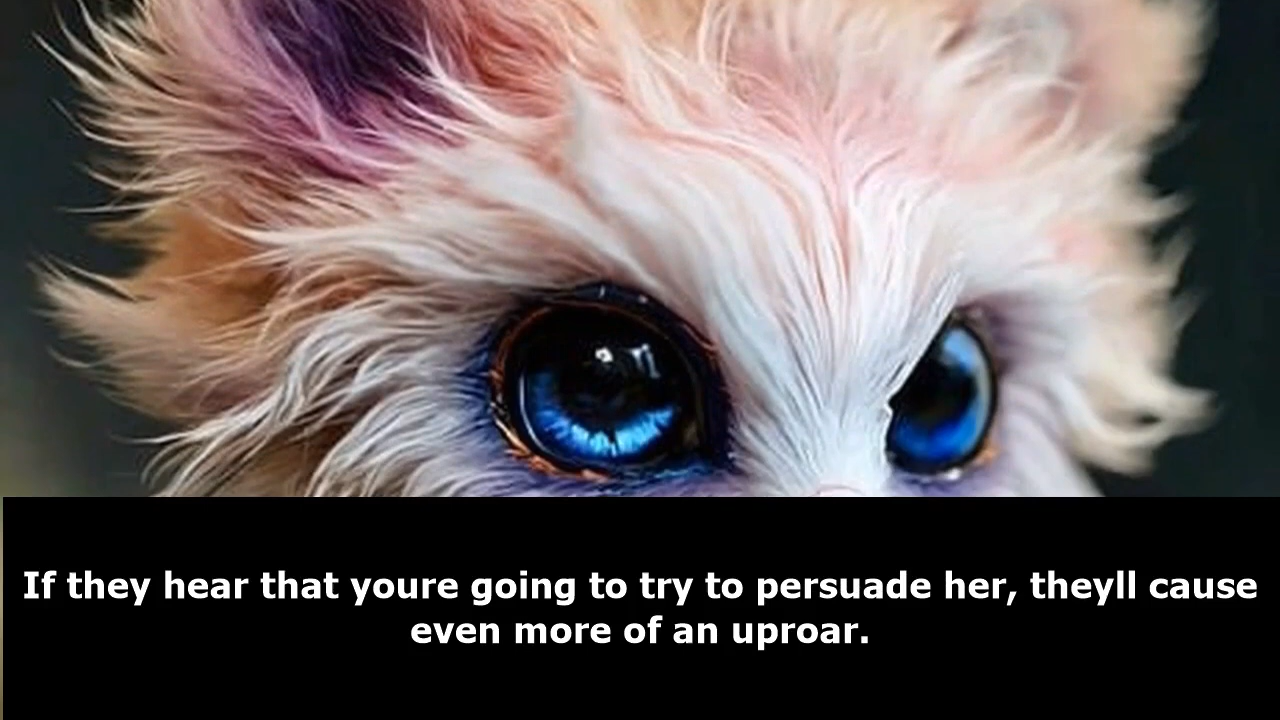 If they hear that youre going to try to persuade her, theyll cause
even more of an uproar.